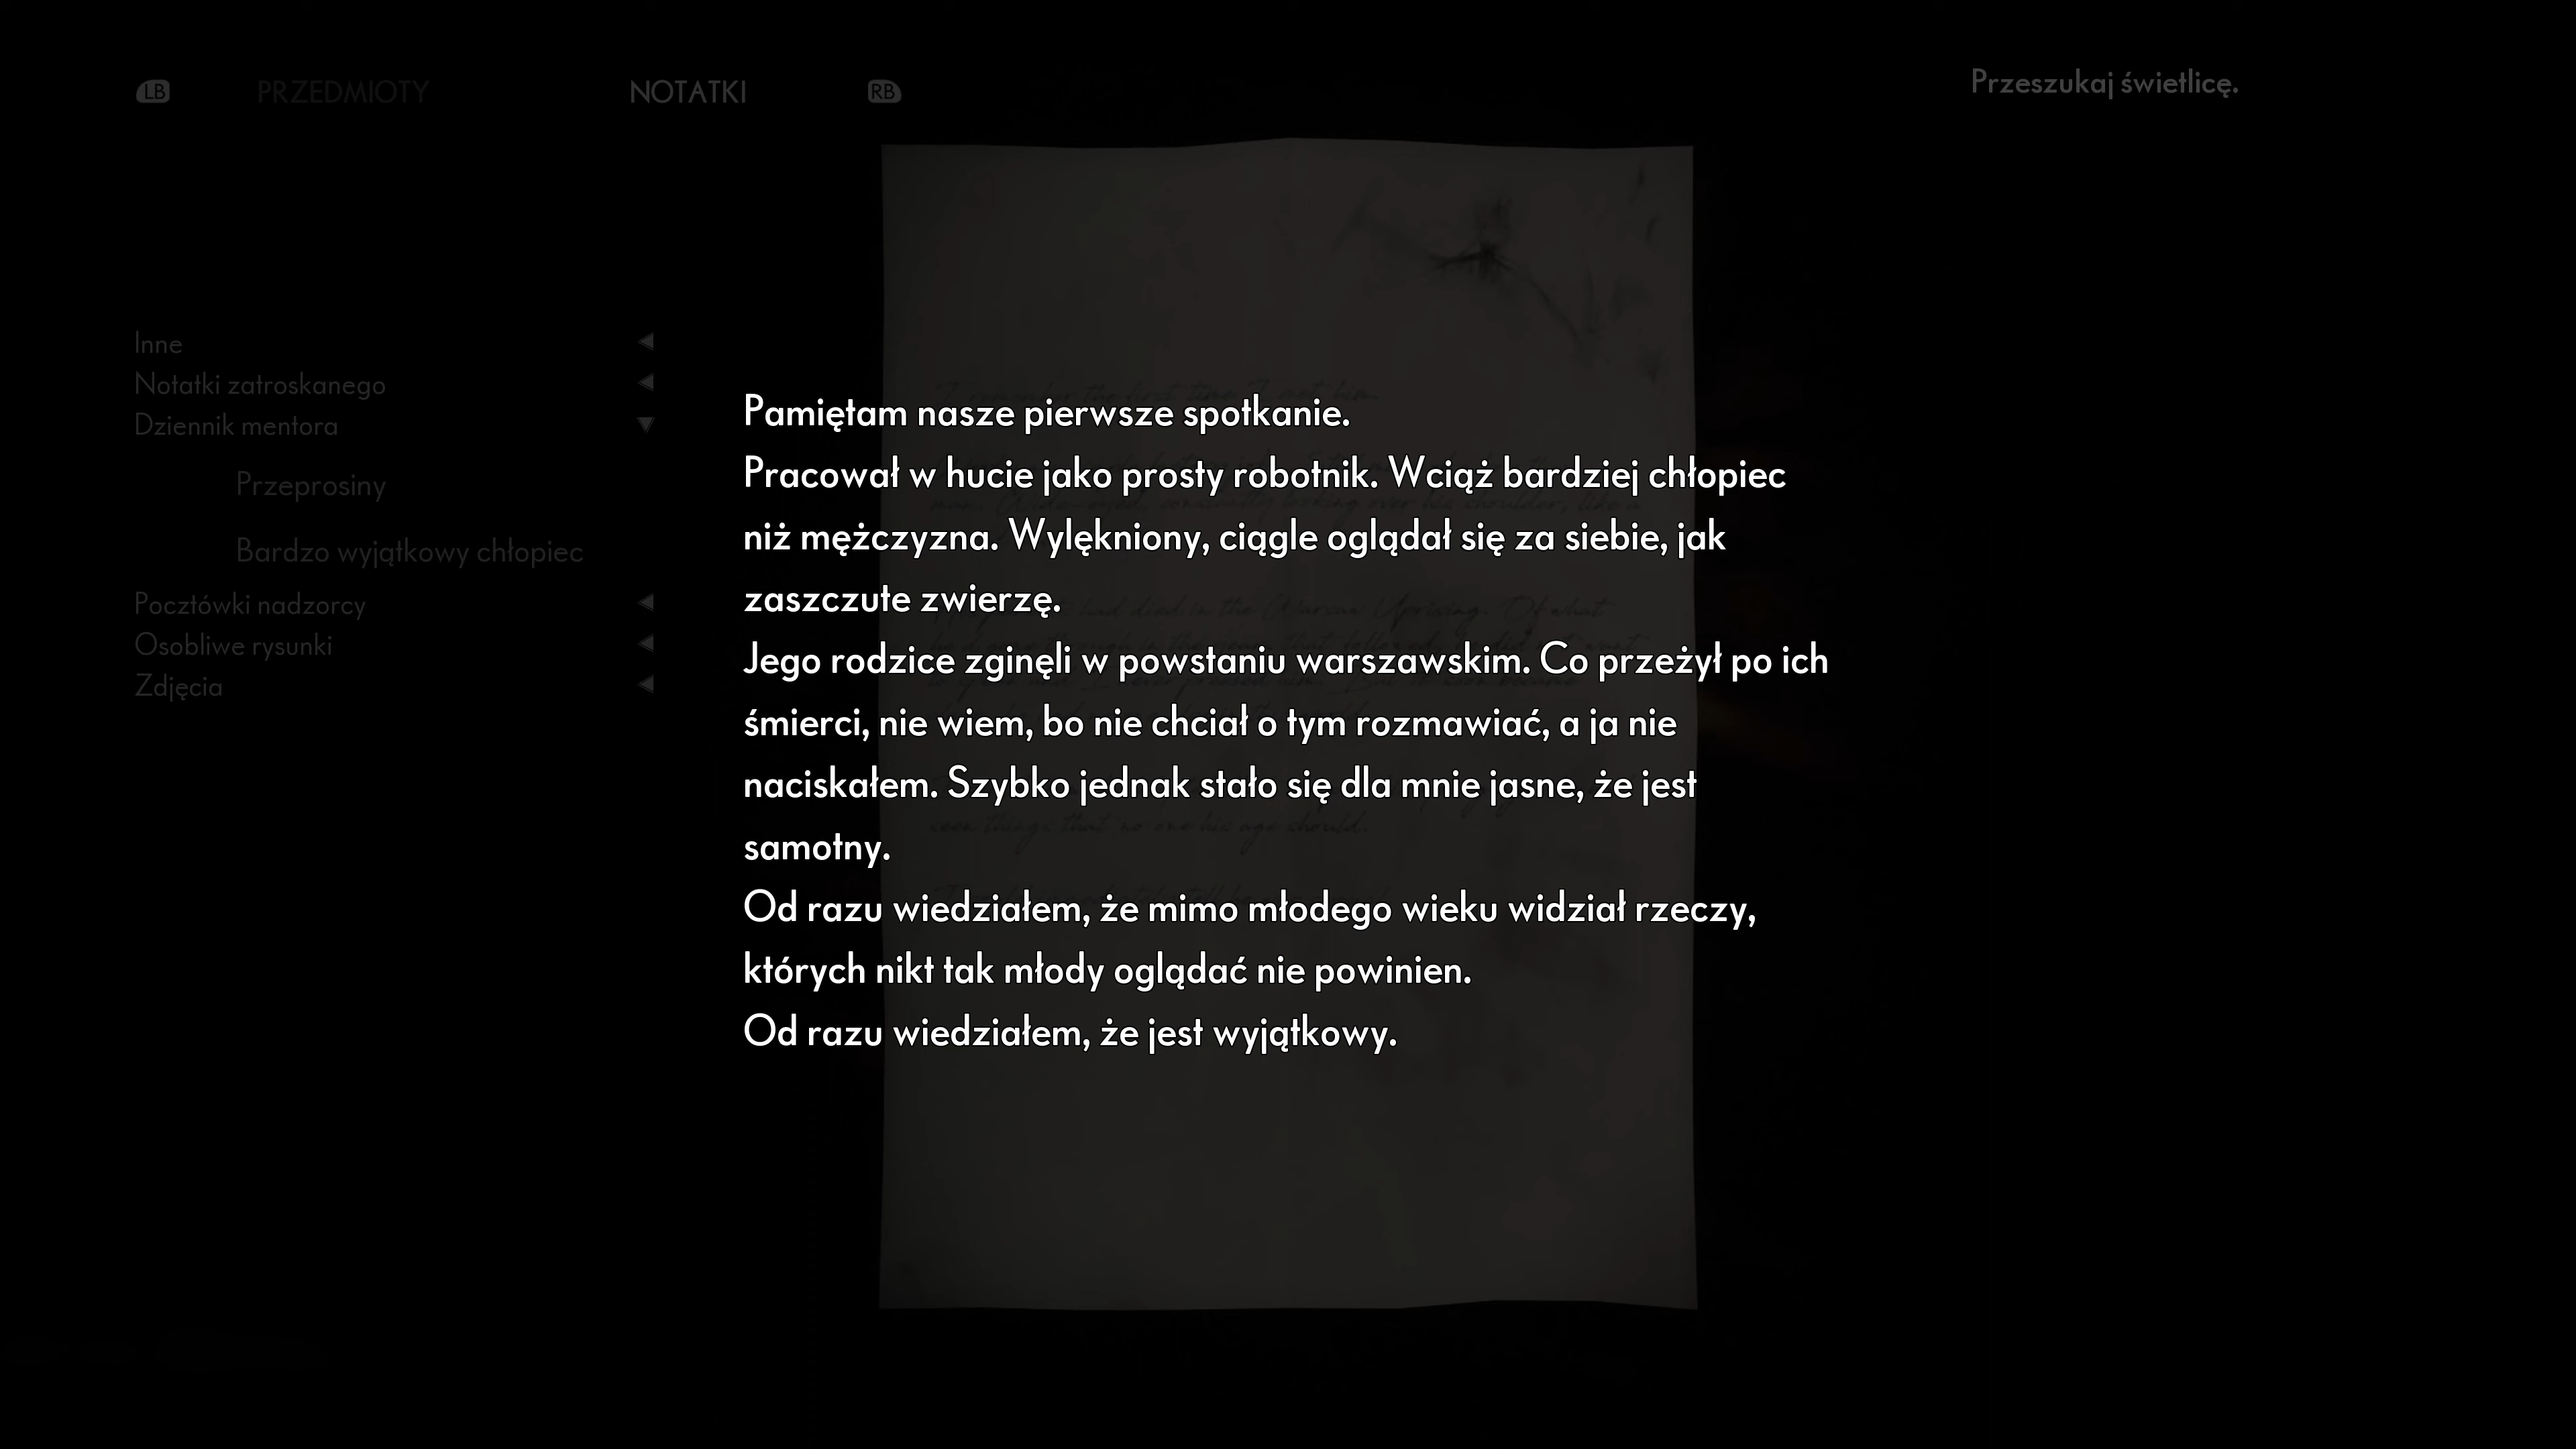 LB PRZEDMIOTY NOTATKI RB
Przeszukaj świetlicę.
Inne
Notatki zatroskanego
Dziennik mentora
Przeprosiny
Bardzo wyjątkowy chłopiec
Pocztówki nadzorcy
Osobliwe rysunki
Zdjęcia
Pamiętam nasze pierwsze spotkanie.
Pracował w hucie jako prosty robotnik. Wciąż bardziej chłopiec
niż mężczyzna. Wylękniony, ciągle oglądał się za siebie, jak
zaszczute zwierzę.
Jego rodzice zginęli w powstaniu warszawskim. Co przeżył po ich
śmierci, nie wiem, bo nie chciał o tym rozmawiać, a ja nie
naciskałem. Szybko jednak stało się dla mnie jasne, że jest
samotny.
Od razu wiedziałem, że mimo młodego wieku widział rzeczy,
których nikt tak młody oglądać nie powinien.
Od razu wiedziałem, że jest wyjątkowy.